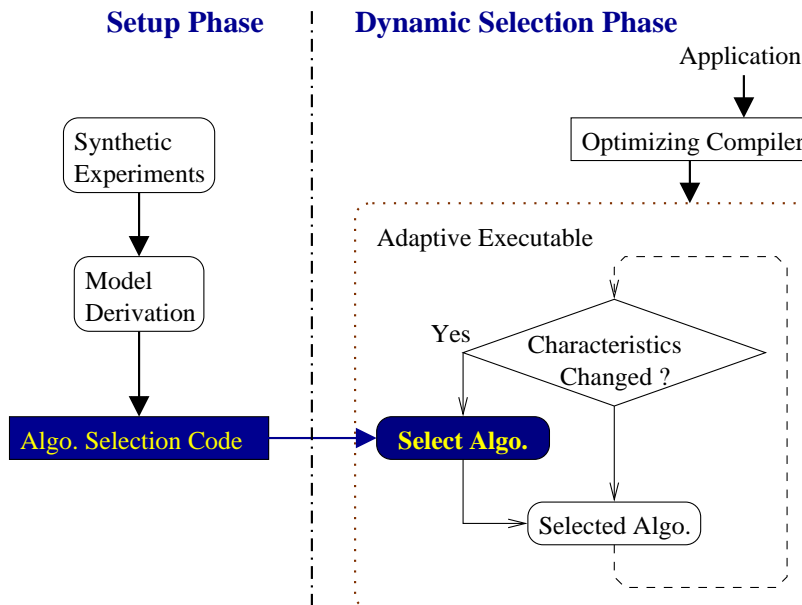 Setup Phase
Dynamic Selection Phase
Application
Synthetic
Experiments
Optimizing Compiler
Adaptive Executable
Model
Derivation
Yes
Characteristics
Changed ?
Algo. Selection Code
Select Algo.
Selected Algo.